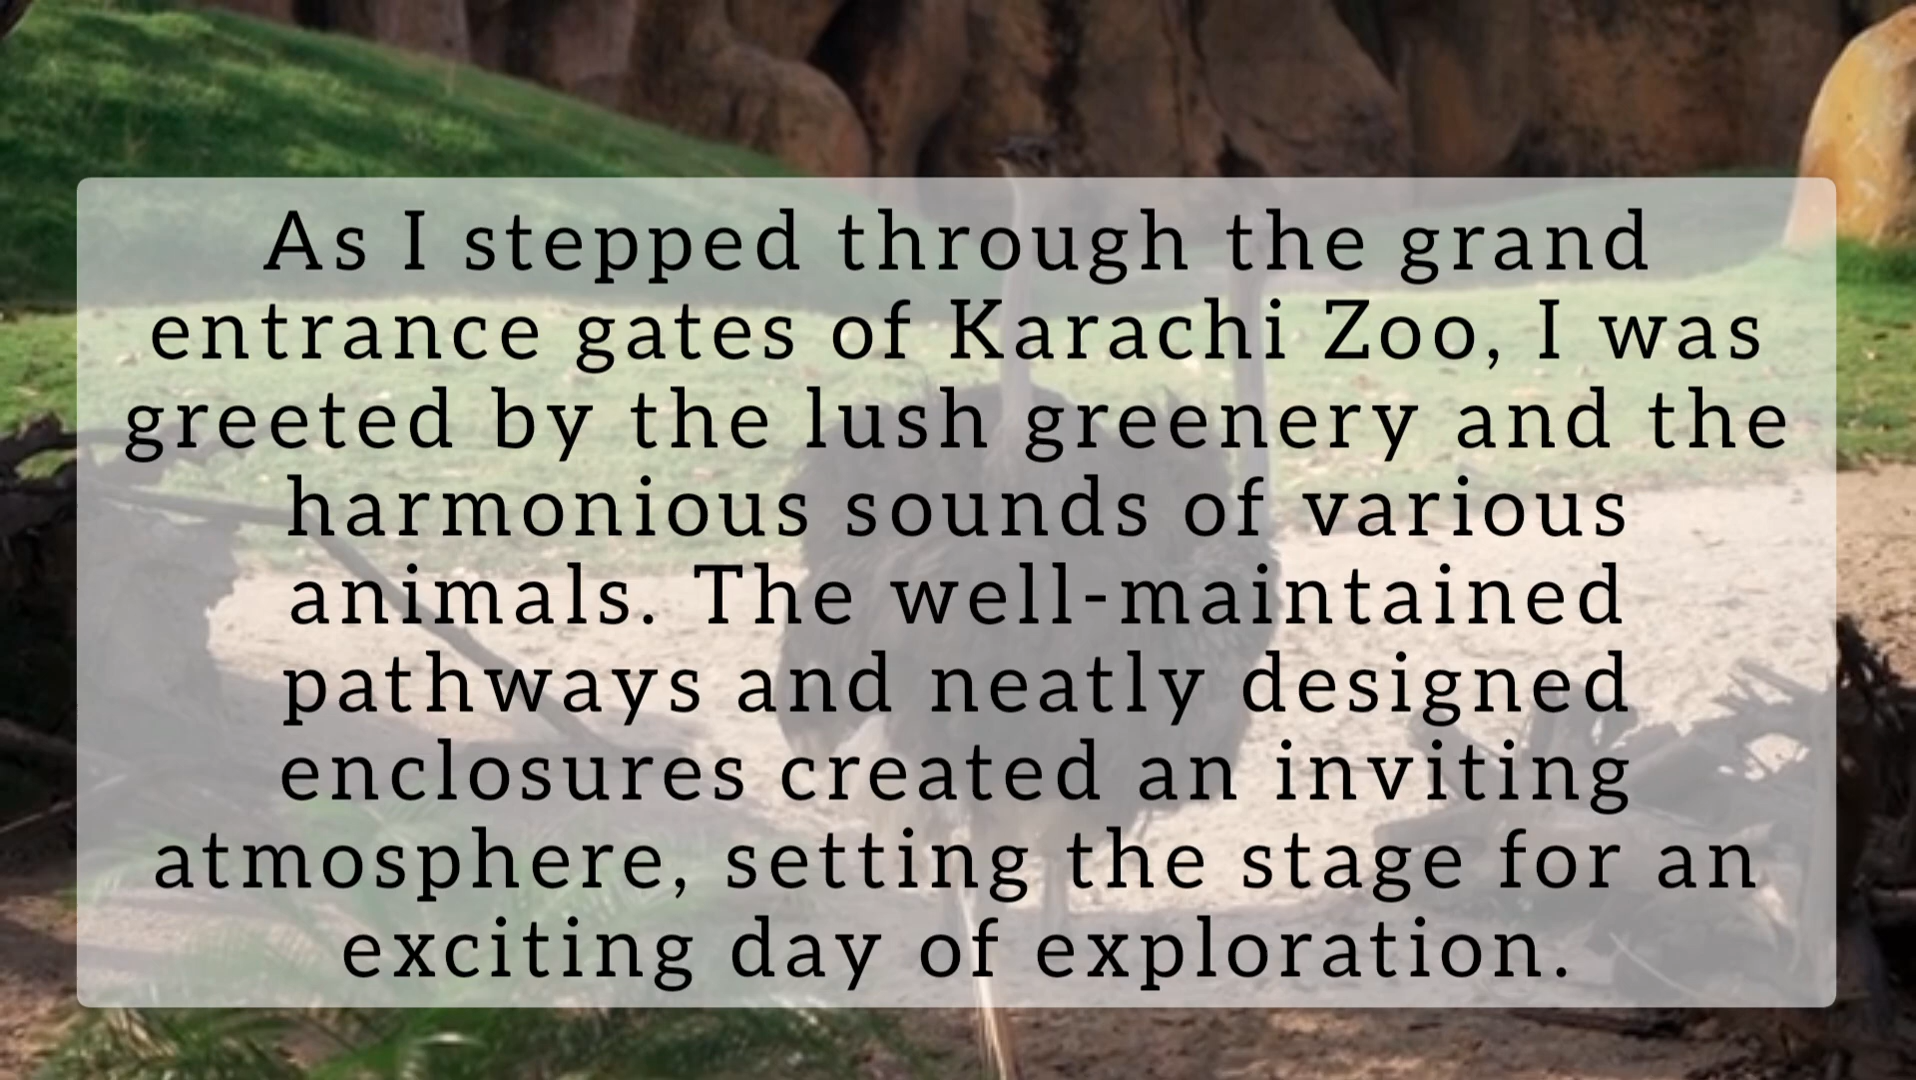 As I stepped through the grand
entrance gates of Karachi Zoo, I was
greeted by the lush greenery and the
harmonious sounds of various
animals. The well-maintained
pathways and neatly designed
enclosures created an inviting
atmosphere, setting the stage for an
exciting day of exploration.